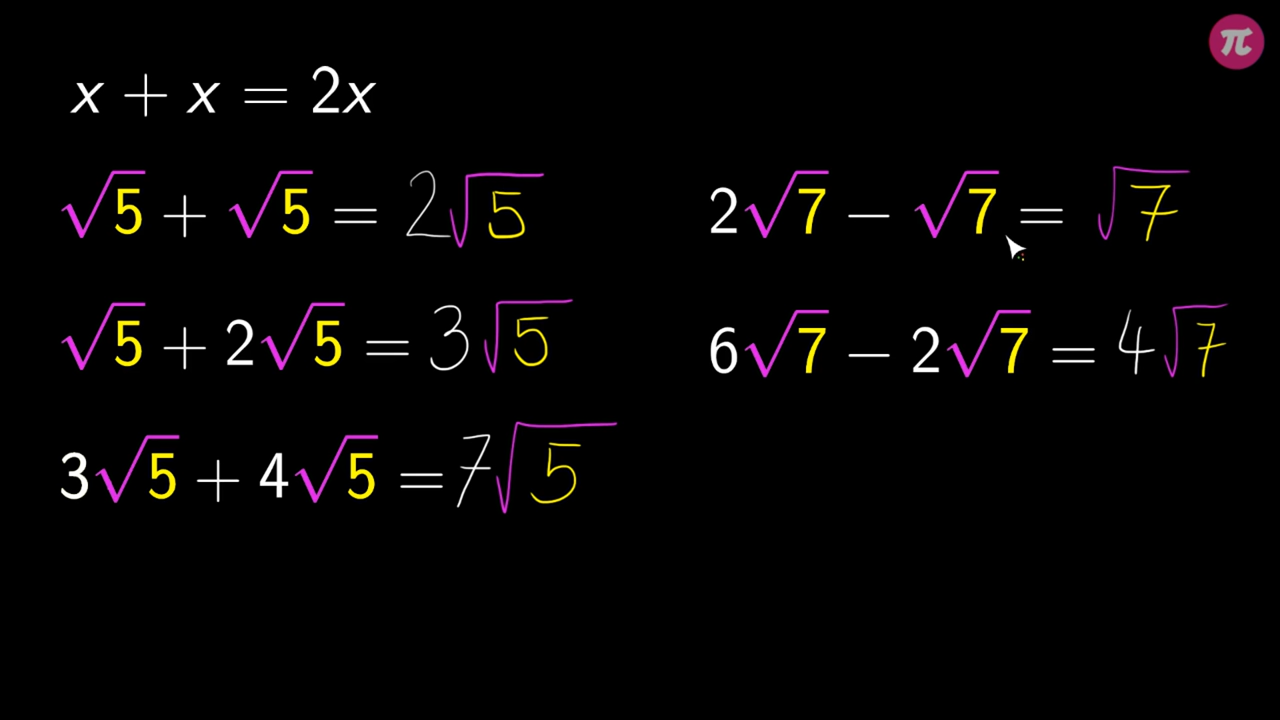 π
x + x = 2x
√5 + √5 = 2√5
√5 + 2√5 = 3√5
3√5 + 4√5 = 7√5
2√7 − √7 = √7
6√7 − 2√7 = 4√7